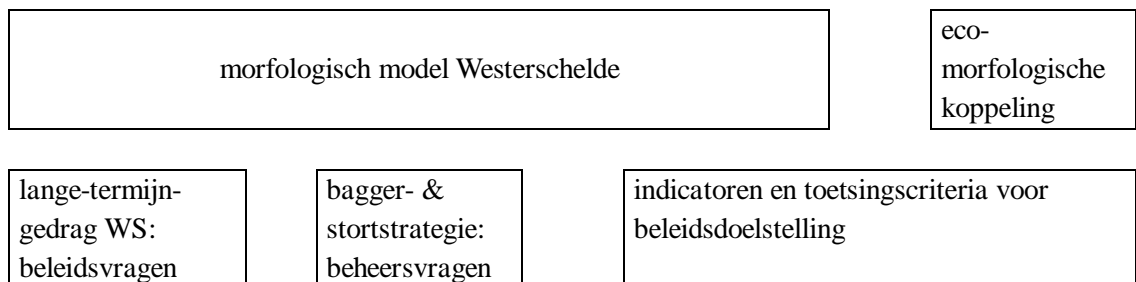 morfologisch model Westerschelde
eco-
morfologische
koppeling
lange-termijn-
gedrag WS:
beleidsvragen
bagger- &
stortstrategie:
beheersvragen
indicatoren en toetsingscriteria voor
beleidsdoelstelling